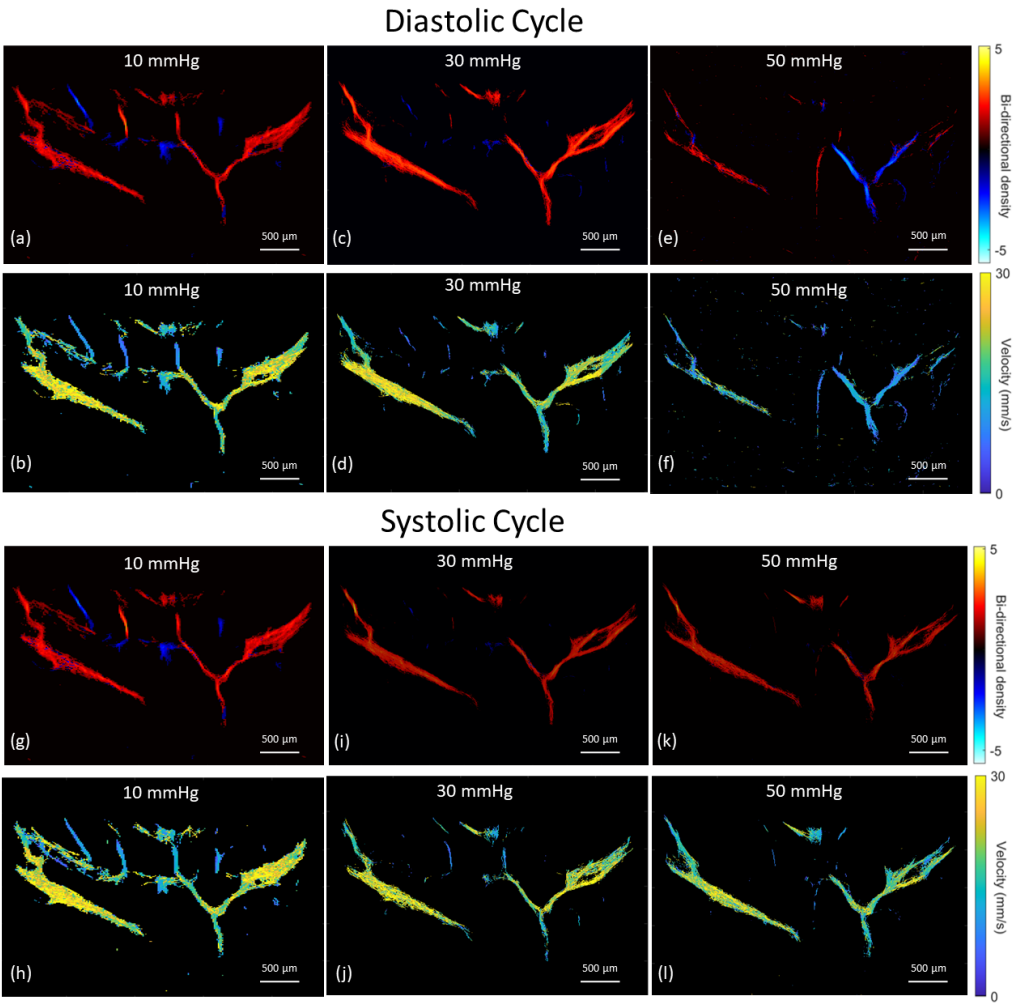 Diastolic Cycle
10 mmHg
30 mmHg
50 mmHg
5
Bi-directional density
-5
(a)
500 µm
(c)
500 µm
(e)
500 µm
10 mmHg
30 mmHg
50 mmHg
30
Velocity (mm/s)
0
(b)
500 µm
(d)
500 µm
(f)
500 µm
Systolic Cycle
10 mmHg
30 mmHg
50 mmHg
5
Bi-directional density
-5
(g)
500 µm
(i)
500 µm
(k)
500 µm
10 mmHg
30 mmHg
50 mmHg
30
Velocity (mm/s)
0
(h)
500 µm
(j)
500 µm
(l)
500 µm